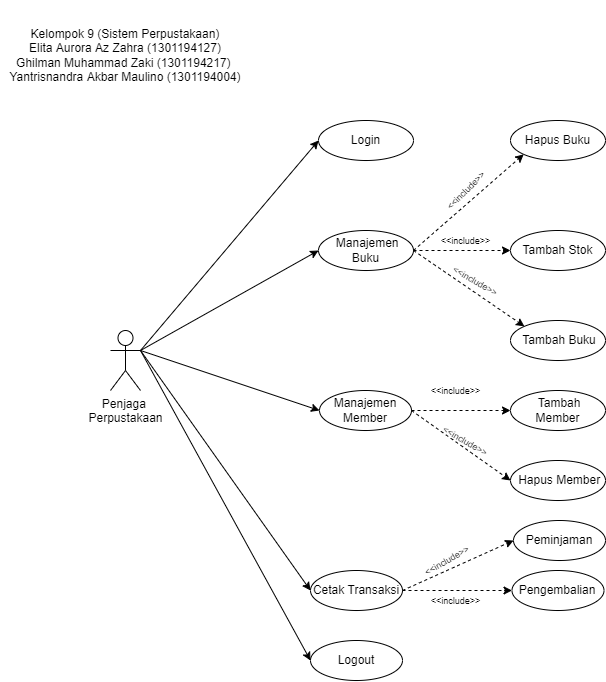 Kelompok 9 (Sistem Perpustakaan)
Elita Aurora Az Zahra (1301194127)
Ghilman Muhammad Zaki (1301194217)
Yantrisnandra Akbar Maulino (1301194004)
Login
Hapus Buku
<<include>>
Manajemen
Buku
<<include>>
Tambah Stok
<<include>>
Tambah Buku
Penjaga
Perpustakaan
Manajemen
Member
<<include>>
Tambah
Member
<<include>>
Hapus Member
Peminjaman
<<include>>
Cetak Transaksi
<<include>>
Pengembalian
Logout